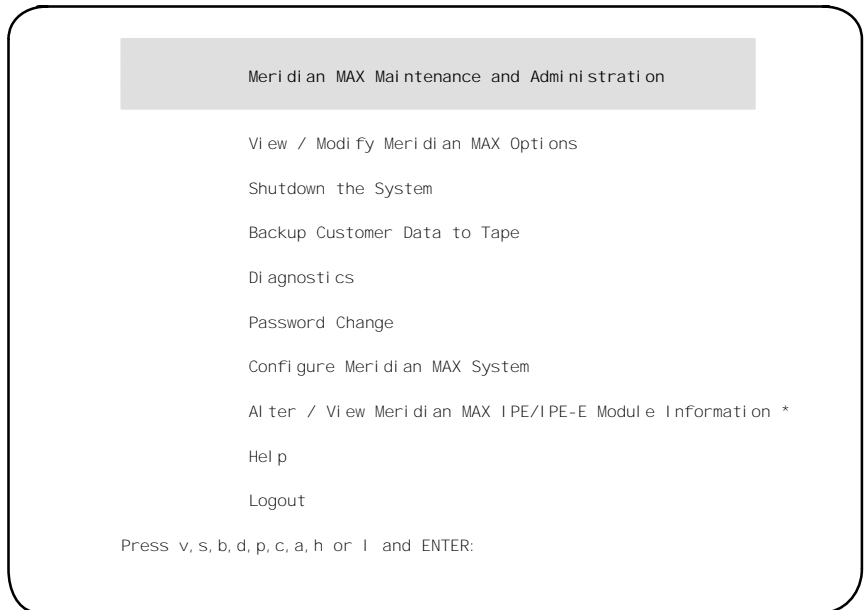 Meridian MAX Maintenance and Administration
View / Modify Meridian MAX Options
Shutdown the System
Backup Customer Data to Tape
Diagnostics
Password Change
Configure Meridian MAX System
Alter / View Meridian MAX IPE/IPE-E Module Information *
Help
Logout
Press v,s,b,d,p,c,a,h or l and ENTER: